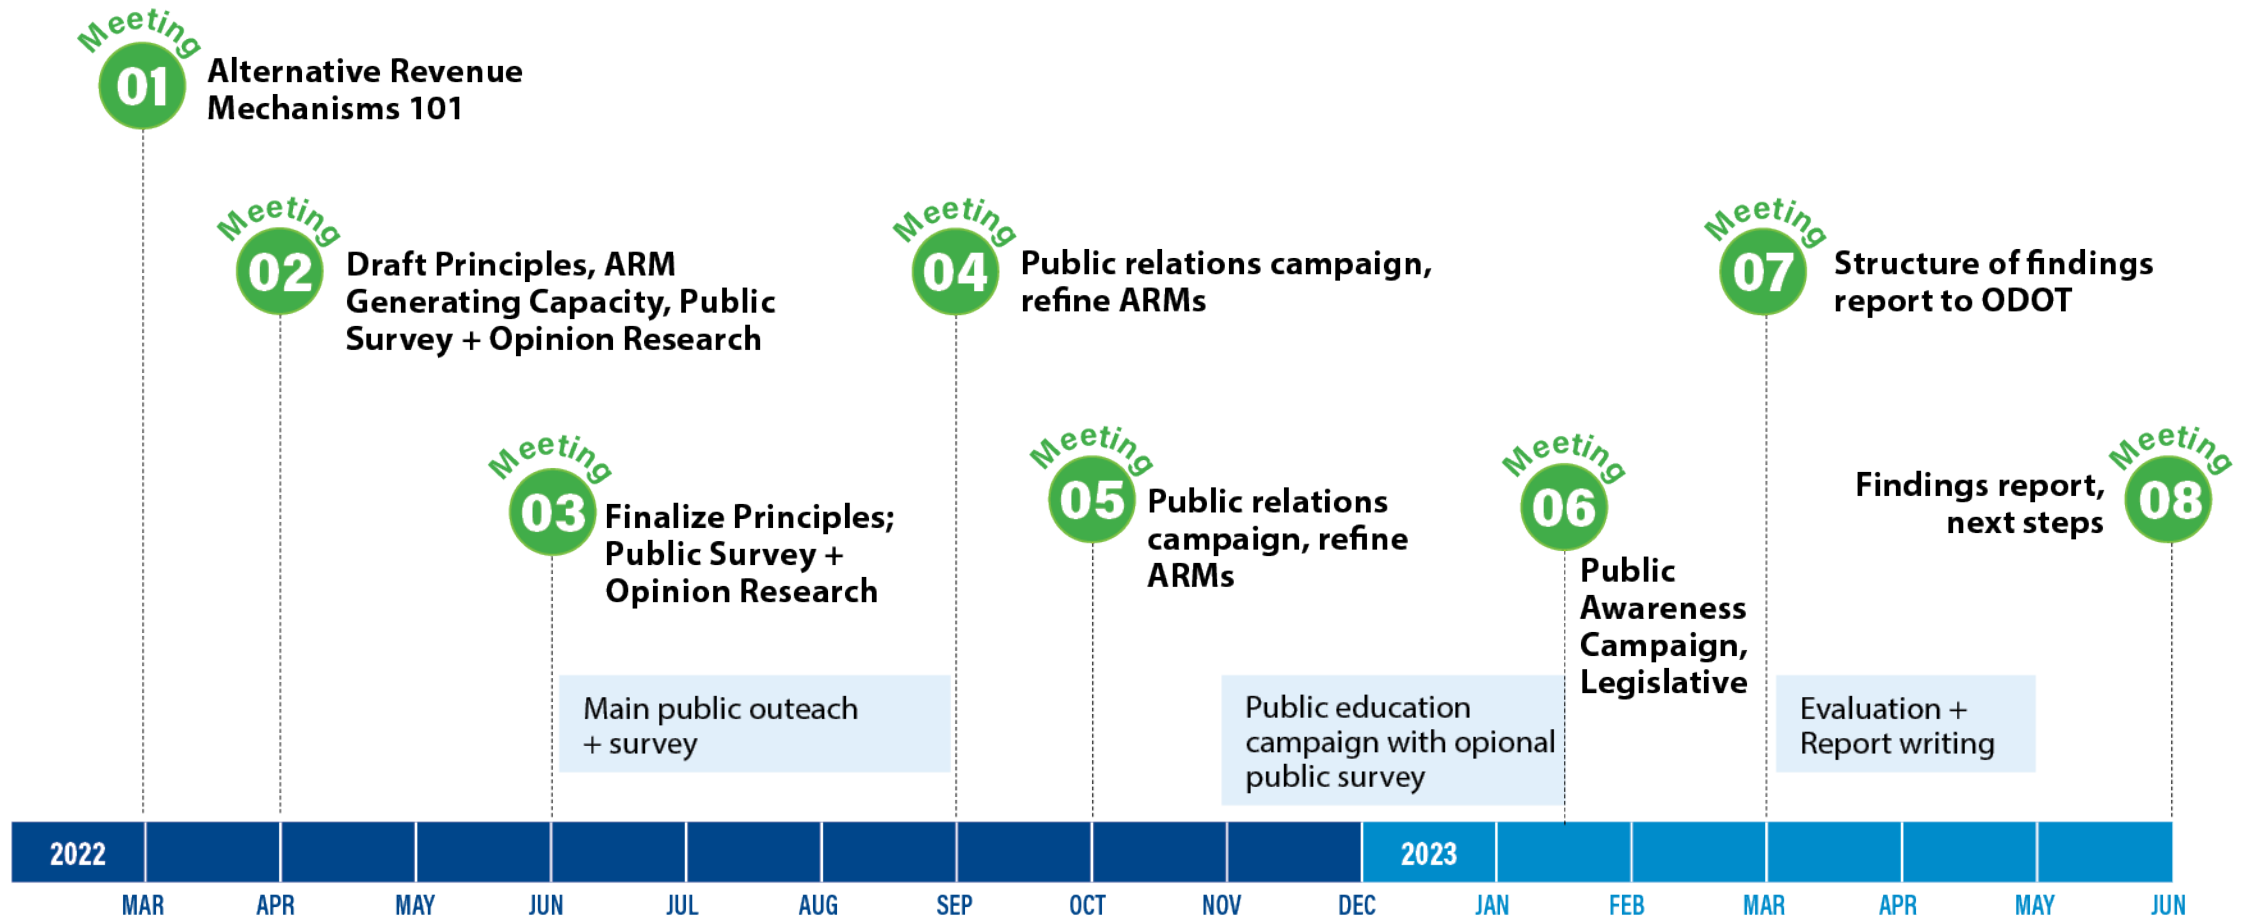 Meeting
01
Alternative Revenue
Mechanisms 101
Meeting
02
Draft Principles, ARM
Generating Capacity, Public
Survey + Opinion Research
Meeting
03
Finalize Principles;
Public Survey +
Opinion Research
Meeting
04
Public relations campaign,
refine ARMs
Meeting
05
Public relations
campaign, refine
ARMs
Meeting
06
Public
Awareness
Campaign,
Legislative
Meeting
07
Structure of findings
report to ODOT
Meeting
08
Findings report,
next steps
Main public outeach
+ survey
Public education
campaign with opional
public survey
Evaluation +
Report writing
2022
2023
MAR
APR
MAY
JUN
JUL
AUG
SEP
OCT
NOV
DEC
JAN
FEB
MAR
APR
MAY
JUN